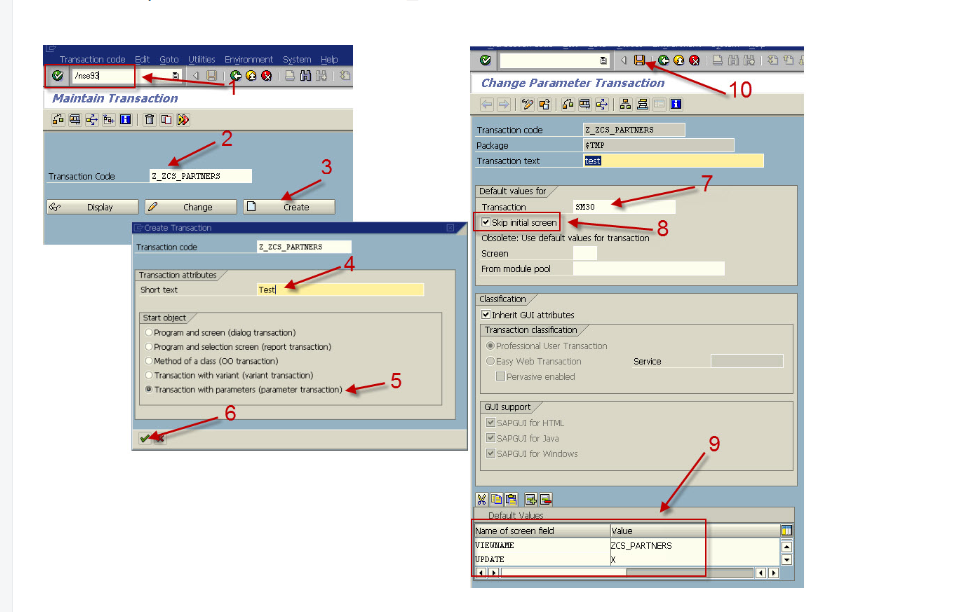 Transaction code Edit Goto Utilities Environment System Help
/nse93
1
Maintain Transaction
2
Transaction Code Z_ZCS_PARTNERS
3
Display Change Create
Create Transaction
Transaction code Z_ZCS_PARTNERS
4
Transaction attributes
Short text Test
Start object
Program and screen (dialog transaction)
Program and selection screen (report transaction)
Method of a class (OO transaction)
Transaction with variant (variant transaction)
Transaction with parameters (parameter transaction)
5
6
10
Change Parameter Transaction
Transaction code Z_ZCS_PARTNERS
Package $TMP
Transaction text test
Default values for
7
Transaction SM30
Skip initial screen
8
Obsolete: Use default values for transaction
Screen
From module pool
Classification
Inherit GUI attributes
Transaction classification
Professional User Transaction
Easy Web Transaction Service
Pervasive enabled
GUI support
SAPGUI for HTML
SAPGUI for Java
SAPGUI for Windows
9
Default Values
Name of screen field Value
VIEWNAME ZCS_PARTNERS
UPDATE X